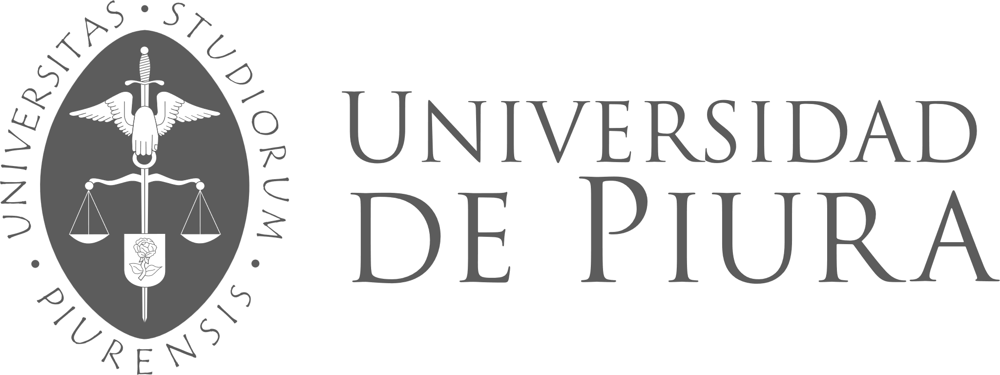 UNIVERSITAS · STUDIORUM · PIURENSIS ·
UNIVERSIDAD
DE PIURA